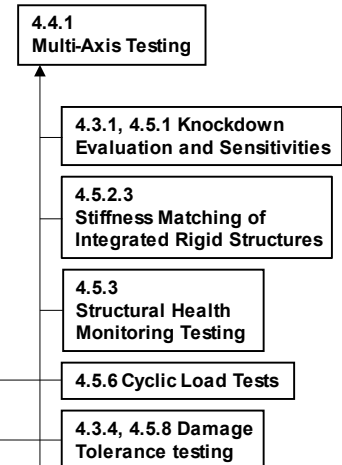 4.4.1
Multi-Axis Testing
4.3.1, 4.5.1 Knockdown
Evaluation and Sensitivities
4.5.2.3
Stiffness Matching of
Integrated Rigid Structures
4.5.3
Structural Health
Monitoring Testing
4.5.6 Cyclic Load Tests
4.3.4, 4.5.8 Damage
Tolerance testing